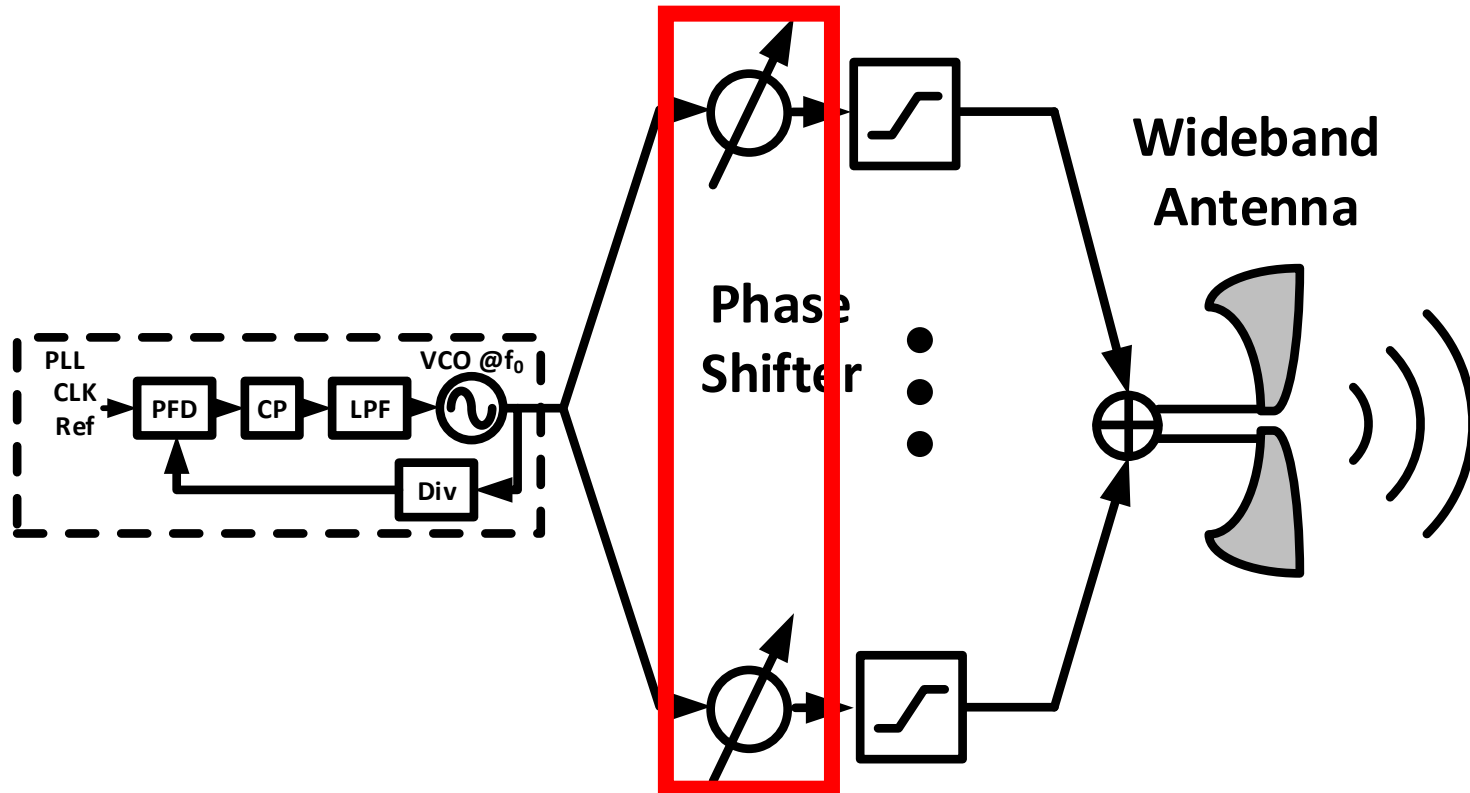 Wideband
Antenna
Phase
Shifter
PLL
VCO @f₀
CLK
Ref
PFD
CP
LPF
Div